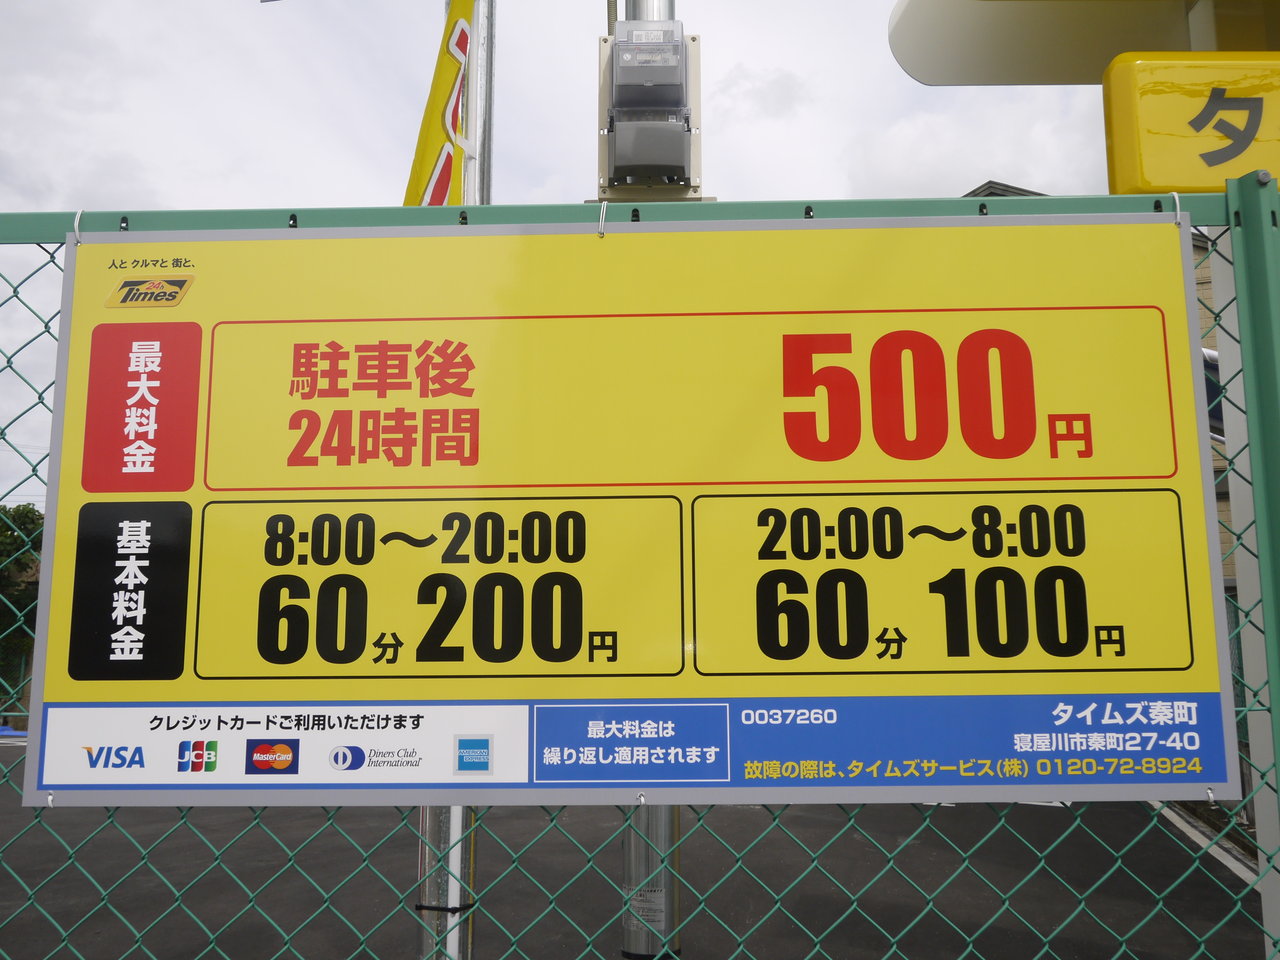 タ
人と クルマと 街と、
24h
Times
最大料金
駐車後
24時間
500円
基本料金
8:00〜20:00
60分 200円
20:00〜8:00
60分 100円
クレジットカードご利用いただけます
VISA
JCB
MasterCard
Diners Club
International
AMERICAN
EXPRESS
最大料金は
繰り返し適用されます
0037260
タイムズ秦町
寝屋川市秦町27-40
故障の際は、タイムズサービス(株) 0120-72-8924